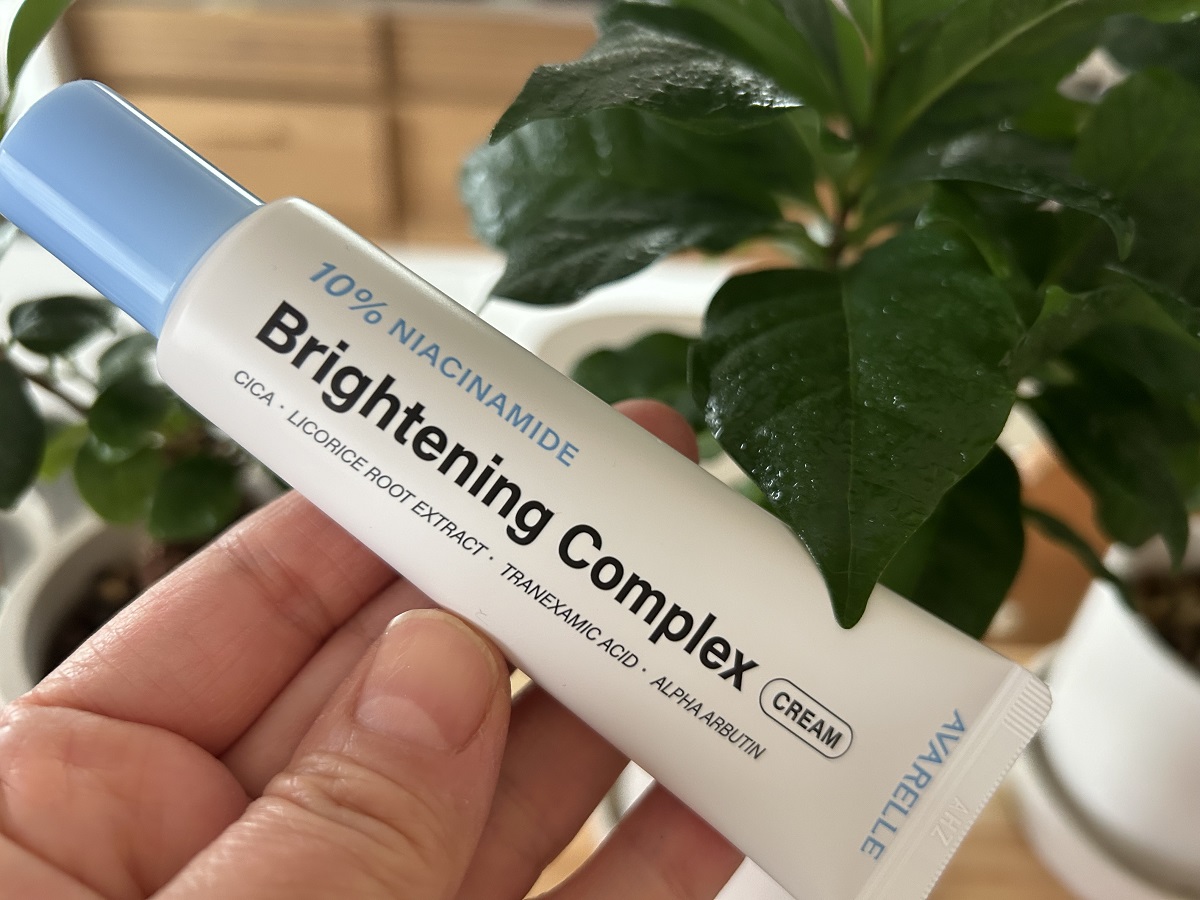 10% NIACINAMIDE
Brightening Complex CREAM
CICA · LICORICE ROOT EXTRACT · TRANEXAMIC ACID · ALPHA ARBUTIN
AVARELLE